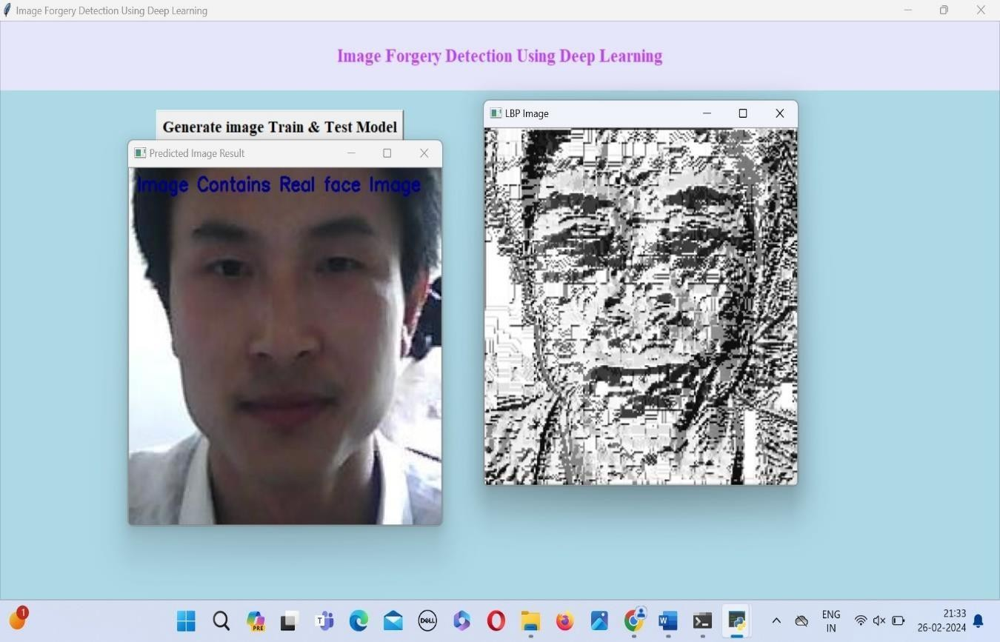 Image Forgery Detection Using Deep Learning
Image Forgery Detection Using Deep Learning
Generate image Train & Test Model
LBP Image
Predicted Image Result
Image Contains Real face Image
1
PRE
T
DELL
W
ENG
IN
21:33
26-02-2024